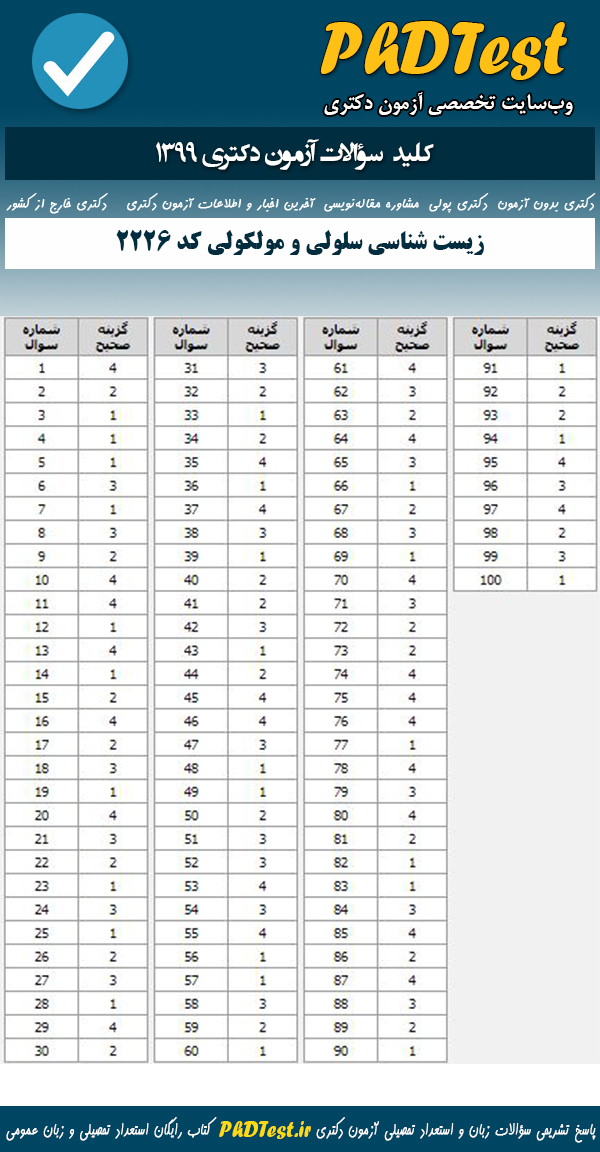 PhDTest
وب‌سایت تخصصی آزمون دکتری
کلید سؤالات آزمون دکتری ۱۳۹۹
دکتری بدون آزمون دکتری پولی مشاوره مقاله‌نویسی آخرین اخبار و اطلاعات آزمون دکتری دکتری خارج از کشور
زیست شناسی سلولی و مولکولی کد ۲۲۲۶
شماره سوال گزینه صحیح شماره سوال گزینه صحیح شماره سوال گزینه صحیح شماره سوال گزینه صحیح
1 4 31 3 61 4 91 1
2 2 32 2 62 3 92 2
3 1 33 1 63 2 93 2
4 1 34 2 64 4 94 1
5 1 35 4 65 3 95 4
6 3 36 1 66 1 96 3
7 1 37 4 67 2 97 4
8 3 38 3 68 3 98 2
9 2 39 1 69 1 99 3
10 4 40 2 70 4 100 1
11 4 41 2 71 3
12 1 42 3 72 2
13 4 43 1 73 2
14 1 44 2 74 4
15 2 45 4 75 4
16 4 46 4 76 4
17 2 47 3 77 1
18 3 48 1 78 4
19 1 49 1 79 3
20 4 50 2 80 4
21 3 51 3 81 2
22 2 52 3 82 1
23 1 53 4 83 1
24 3 54 3 84 3
25 1 55 4 85 4
26 2 56 1 86 2
27 3 57 1 87 4
28 1 58 3 88 3
29 4 59 2 89 2
30 2 60 1 90 1
پاسخ تشریحی سؤالات زبان و استعداد تحصیلی آزمون دکتری PhDTest.ir کتاب رایگان استعداد تحصیلی و زبان عمومی